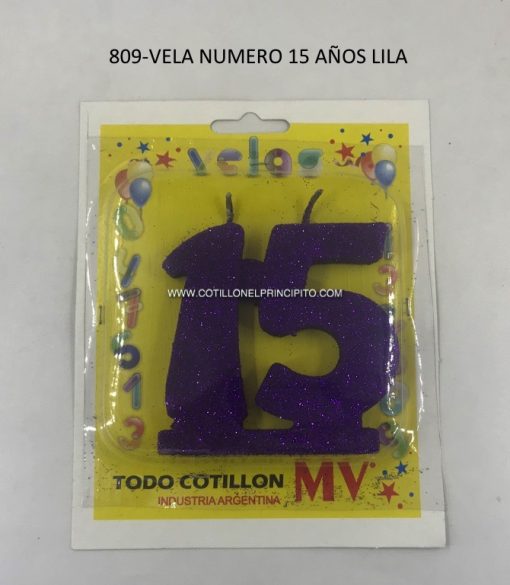 809-VELA NUMERO 15 AÑOS LILA
velas
15
WWW.COTILLONELPRINCIPITO.COM
TODO COTILLON MV
INDUSTRIA ARGENTINA